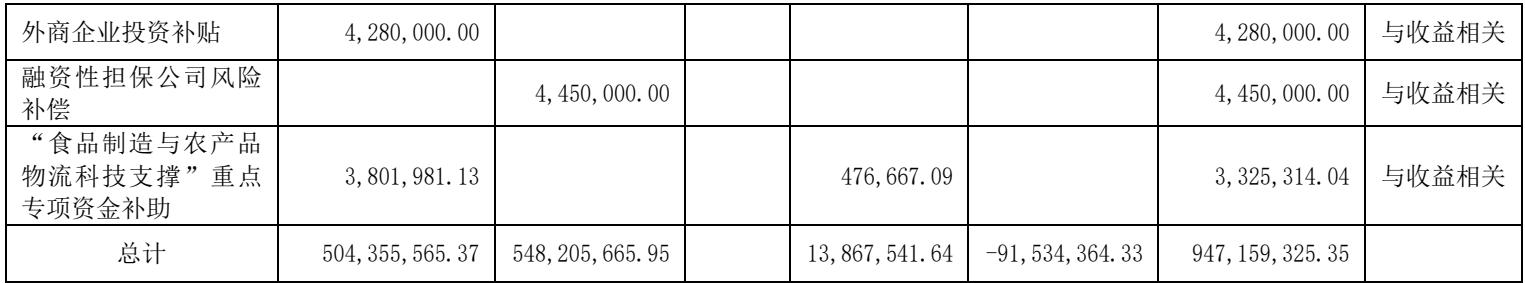 外商企业投资补贴 4,280,000.00 4,280,000.00 与收益相关
融资性担保公司风险
补偿 4,450,000.00 4,450,000.00 与收益相关
“食品制造与农产品
物流科技支撑”重点 3,801,981.13 476,667.09 3,325,314.04 与收益相关
专项资金补助
总计 504,355,565.37 548,205,665.95 13,867,541.64 -91,534,364.33 947,159,325.35